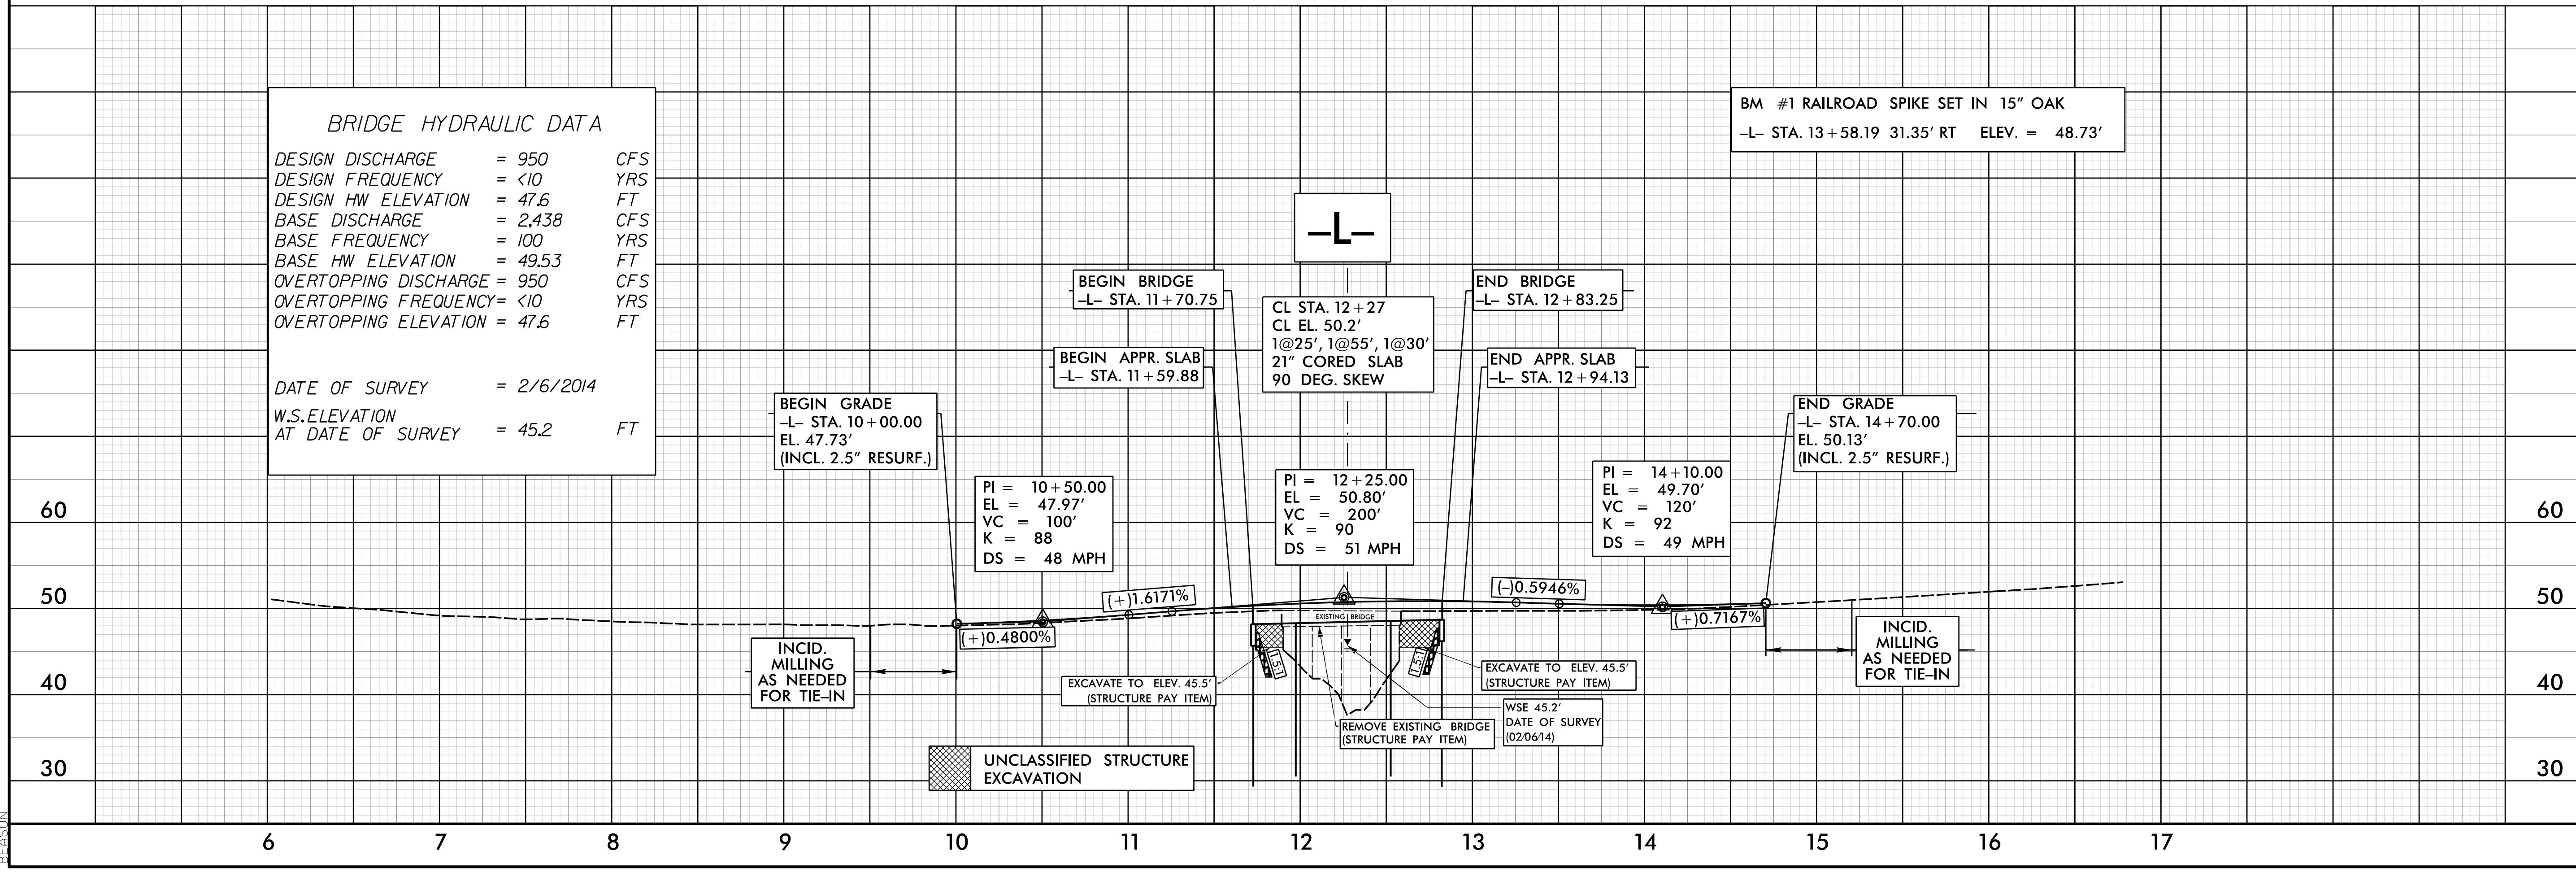 BRIDGE HYDRAULIC DATA
DESIGN DISCHARGE = 950 CFS
DESIGN FREQUENCY = <10 YRS
DESIGN HW ELEVATION = 47.6 FT
BASE DISCHARGE = 2,438 CFS
BASE FREQUENCY = 100 YRS
BASE HW ELEVATION = 49.53 FT
OVERTOPPING DISCHARGE = 950 CFS
OVERTOPPING FREQUENCY = <10 YRS
OVERTOPPING ELEVATION = 47.6 FT
DATE OF SURVEY = 2/6/2014
W.S.ELEVATION
AT DATE OF SURVEY = 45.2 FT
BM #1 RAILROAD SPIKE SET IN 15" OAK
-L- STA. 13+58.19 31.35' RT ELEV. = 48.73'
-L-
BEGIN BRIDGE
-L- STA. 11+70.75
END BRIDGE
-L- STA. 12+83.25
CL STA. 12+27
CL EL. 50.2'
1@25', 1@55', 1@30'
21" CORED SLAB
90 DEG. SKEW
BEGIN APPR. SLAB
-L- STA. 11+59.88
END APPR. SLAB
-L- STA. 12+94.13
BEGIN GRADE
-L- STA. 10+00.00
EL. 47.73'
(INCL. 2.5" RESURF.)
END GRADE
-L- STA. 14+70.00
EL. 50.13'
(INCL. 2.5" RESURF.)
PI = 10+50.00
EL = 47.97'
VC = 100'
K = 88
DS = 48 MPH
PI = 12+25.00
EL = 50.80'
VC = 200'
K = 90
DS = 51 MPH
PI = 14+10.00
EL = 49.70'
VC = 120'
K = 92
DS = 49 MPH
60
60
50
50
(+)1.6171%
(-)0.5946%
(+)0.4800%
(+)0.7167%
EXISTING BRIDGE
INCID.
MILLING
AS NEEDED
FOR TIE-IN
INCID.
MILLING
AS NEEDED
FOR TIE-IN
1.5:1
1.5:1
EXCAVATE TO ELEV. 45.5'
(STRUCTURE PAY ITEM)
EXCAVATE TO ELEV. 45.5'
(STRUCTURE PAY ITEM)
40
40
WSE 45.2'
DATE OF SURVEY
(02/06/14)
REMOVE EXISTING BRIDGE
(STRUCTURE PAY ITEM)
UNCLASSIFIED STRUCTURE
EXCAVATION
30
30
6 7 8 9 10 11 12 13 14 15 16 17